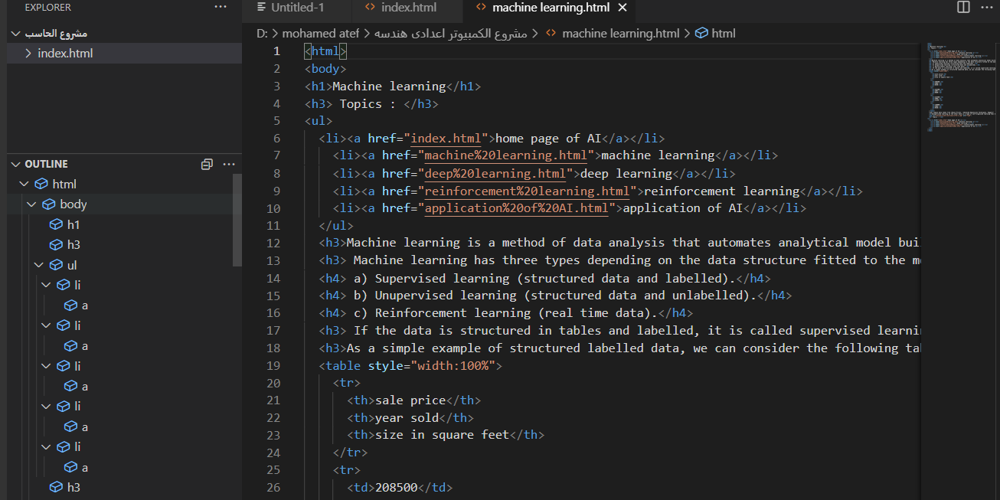 EXPLORER ···
Untitled-1 index.html machine learning.html ×
مشروع الحاسب
index.html
D: > mohamed atef > مشروع الكمبيوتر اعدادى هندسه > machine learning.html > html
1 <html>
2 <body>
3 <h1>Machine learning</h1>
4 <h3> Topics : </h3>
5 <ul>
6 <li><a href="index.html">home page of AI</a></li>
7 <li><a href="machine%20learning.html">machine learning</a></li>
8 <li><a href="deep%20learning.html">deep learning</a></li>
9 <li><a href="reinforcement%20learning.html">reinforcement learning</a></li>
10 <li><a href="application%20of%20AI.html">application of AI</a></li>
11 </ul>
12 <h3>Machine learning is a method of data analysis that automates analytical model bui
13 <h3> Machine learning has three types depending on the data structure fitted to the m
14 <h4> a) Supervised learning (structured data and labelled).</h4>
15 <h4> b) Unupervised learning (structured data and unlabelled).</h4>
16 <h4> c) Reinforcement learning (real time data).</h4>
17 <h3> If the data is structured in tables and labelled, it is called supervised learni
18 <h3>As a simple example of structured labelled data, we can consider the following ta
19 <table style="width:100%">
20 <tr>
21 <th>sale price</th>
22 <th>year sold</th>
23 <th>size in square feet</th>
24 </tr>
25 <tr>
26 <td>208500</td>
OUTLINE ···
html
body
h1
h3
ul
li
a
li
a
li
a
li
a
li
a
h3